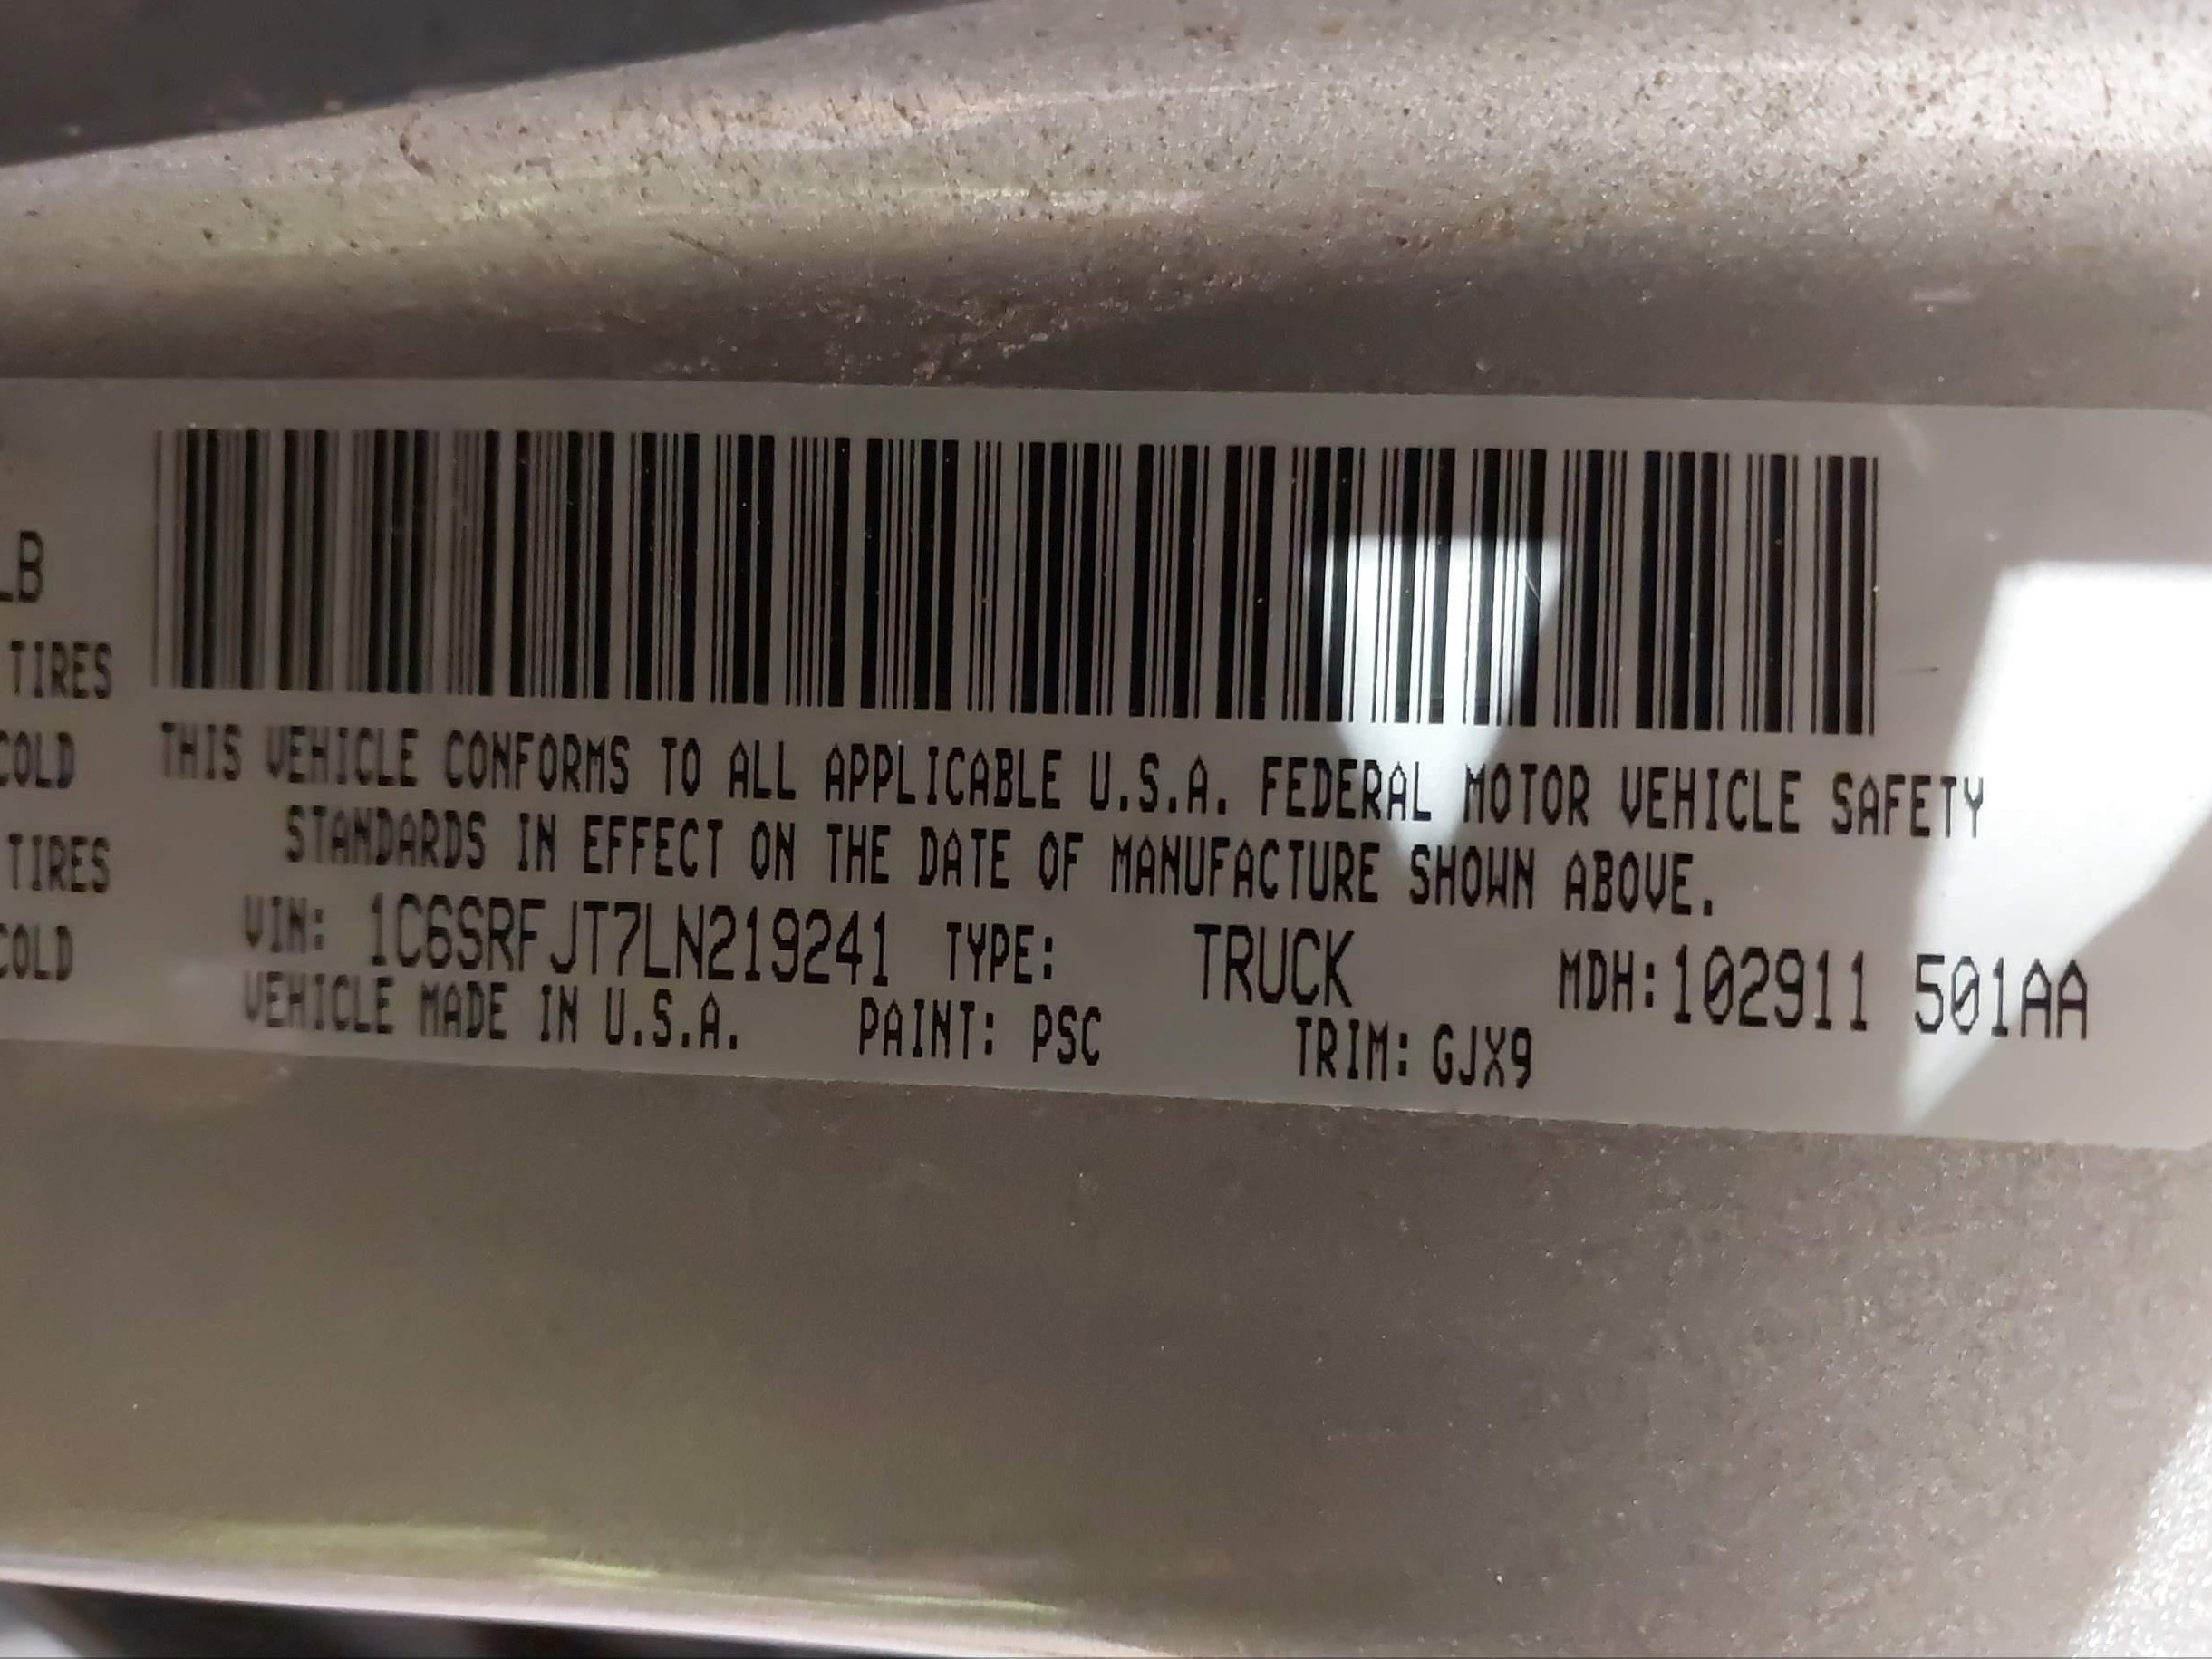 LB
TIRES
COLD
TIRES
COLD
THIS VEHICLE CONFORMS TO ALL APPLICABLE U.S.A. FEDERAL MOTOR VEHICLE SAFETY
STANDARDS IN EFFECT ON THE DATE OF MANUFACTURE SHOWN ABOVE.
VIN: 1C6SRFJT7LN219241 TYPE: TRUCK MDH:102911 501AA
VEHICLE MADE IN U.S.A. PAINT: PSC TRIM: GJX9